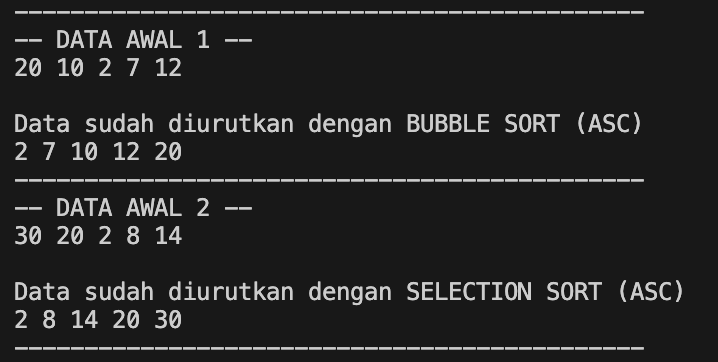 ---------------------------------------------
-- DATA AWAL 1 --
20 10 2 7 12
Data sudah diurutkan dengan BUBBLE SORT (ASC)
2 7 10 12 20
---------------------------------------------
-- DATA AWAL 2 --
30 20 2 8 14
Data sudah diurutkan dengan SELECTION SORT (ASC)
2 8 14 20 30
---------------------------------------------